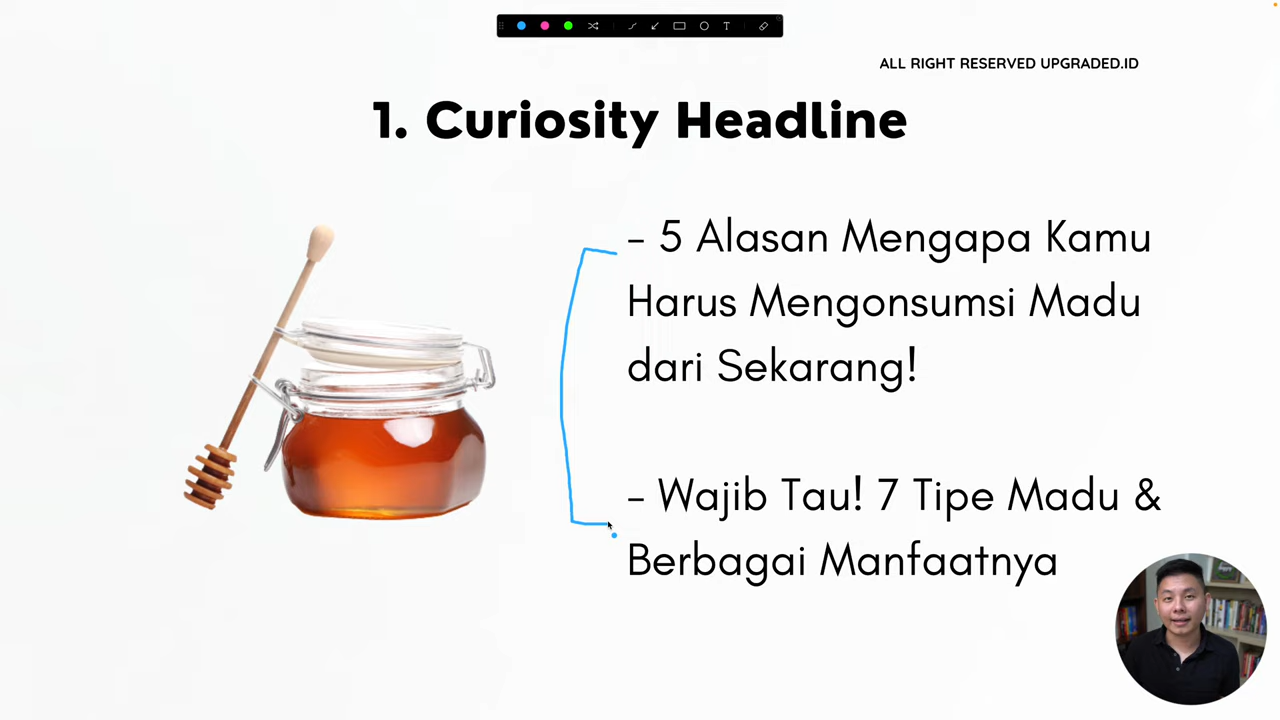 ALL RIGHT RESERVED UPGRADED.ID
1. Curiosity Headline
- 5 Alasan Mengapa Kamu
Harus Mengonsumsi Madu
dari Sekarang!
- Wajib Tau! 7 Tipe Madu &
Berbagai Manfaatnya